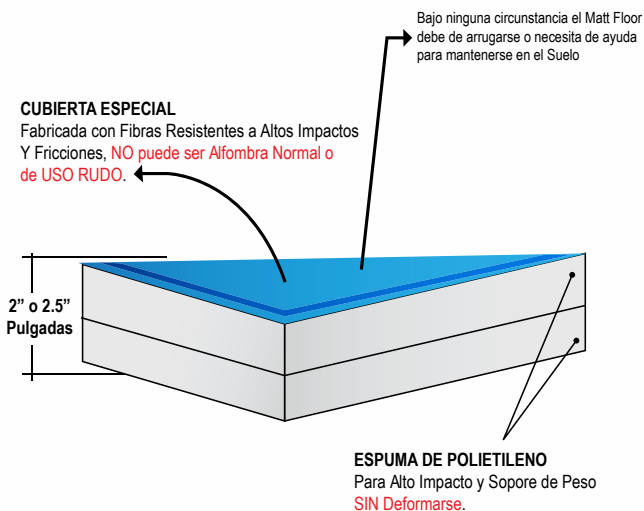 Bajo ninguna circunstancia el Matt Floor
debe de arrugarse o necesita de ayuda
para mantenerse en el Suelo
CUBIERTA ESPECIAL
Fabricada con Fibras Resistentes a Altos Impactos
Y Fricciones, NO puede ser Alfombra Normal o
de USO RUDO.
2” o 2.5”
Pulgadas
ESPUMA DE POLIETILENO
Para Alto Impacto y Sopore de Peso
SIN Deformarse.